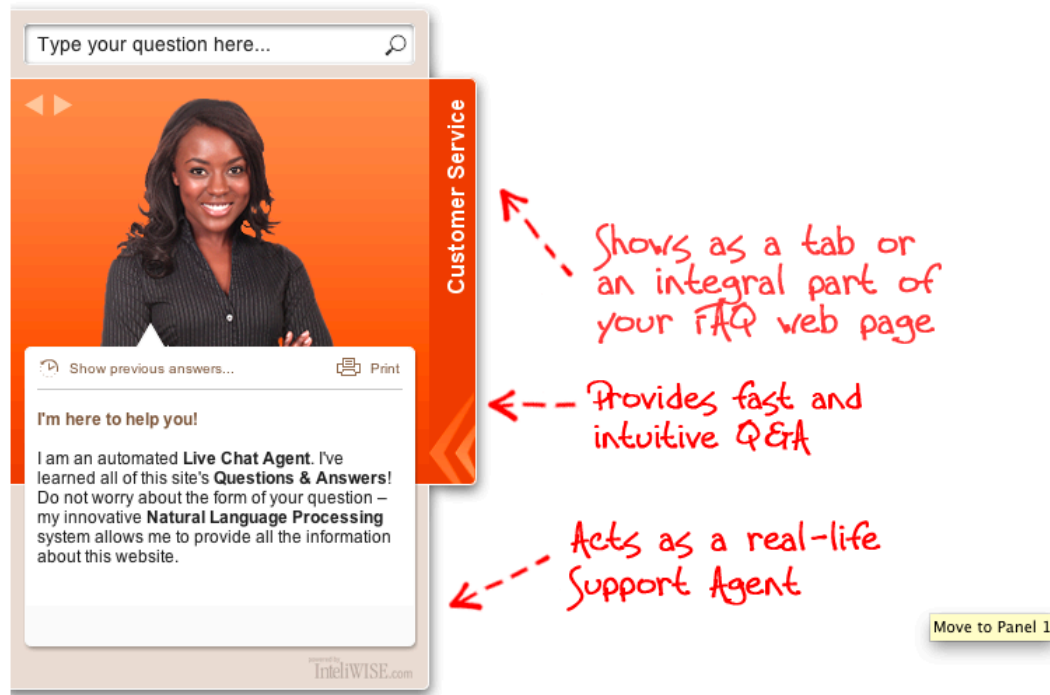 Type your question here...
Customer Service
Show previous answers...
Print
I'm here to help you!
I am an automated Live Chat Agent. I've
learned all of this site's Questions & Answers!
Do not worry about the form of your question –
my innovative Natural Language Processing
system allows me to provide all the information
about this website.
powered by
InteliWISE.com
Shows as a tab or
an integral part of
your FAQ web page
Provides fast and
intuitive Q&A
Acts as a real-life
Support Agent
Move to Panel 1